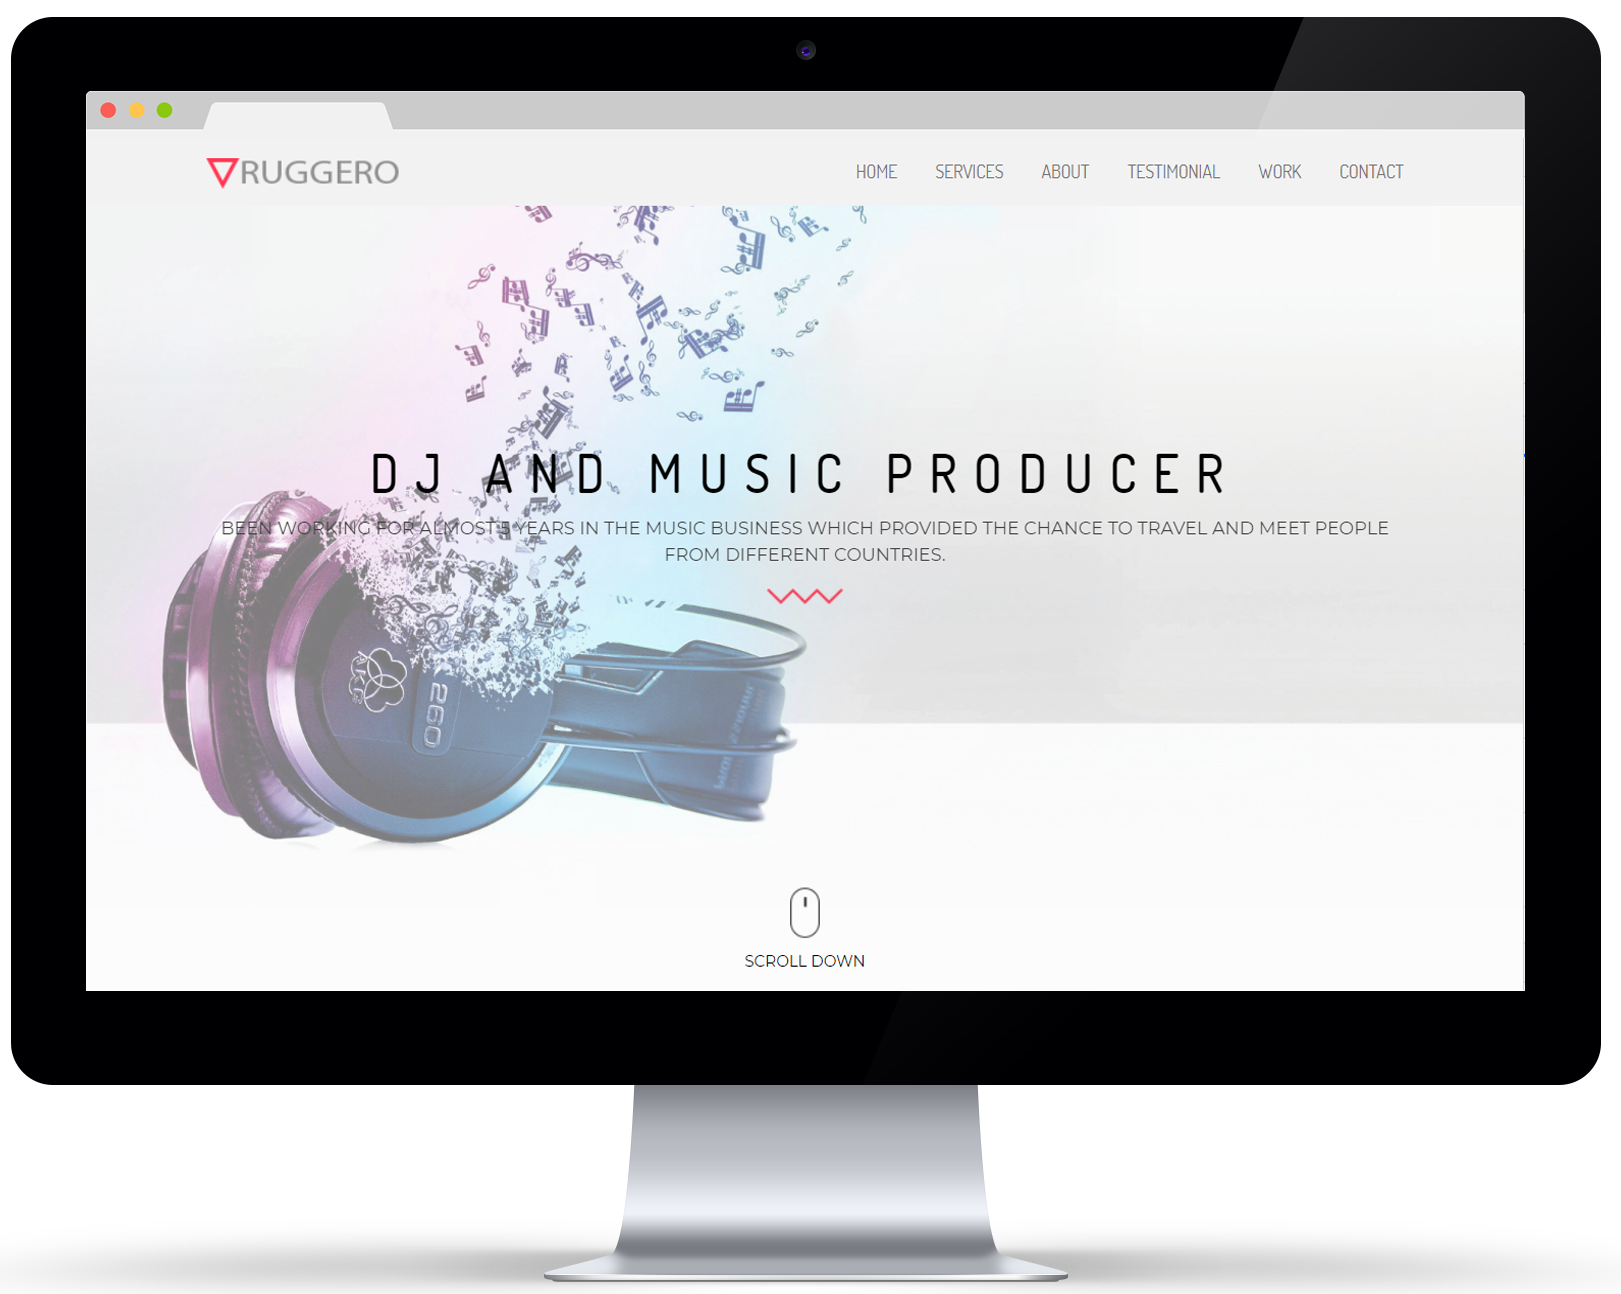 RUGGERO
HOME SERVICES ABOUT TESTIMONIAL WORK CONTACT
DJ AND MUSIC PRODUCER
BEEN WORKING FOR ALMOST 5 YEARS IN THE MUSIC BUSINESS WHICH PROVIDED THE CHANCE TO TRAVEL AND MEET PEOPLE
FROM DIFFERENT COUNTRIES.
AKG
260
SCROLL DOWN